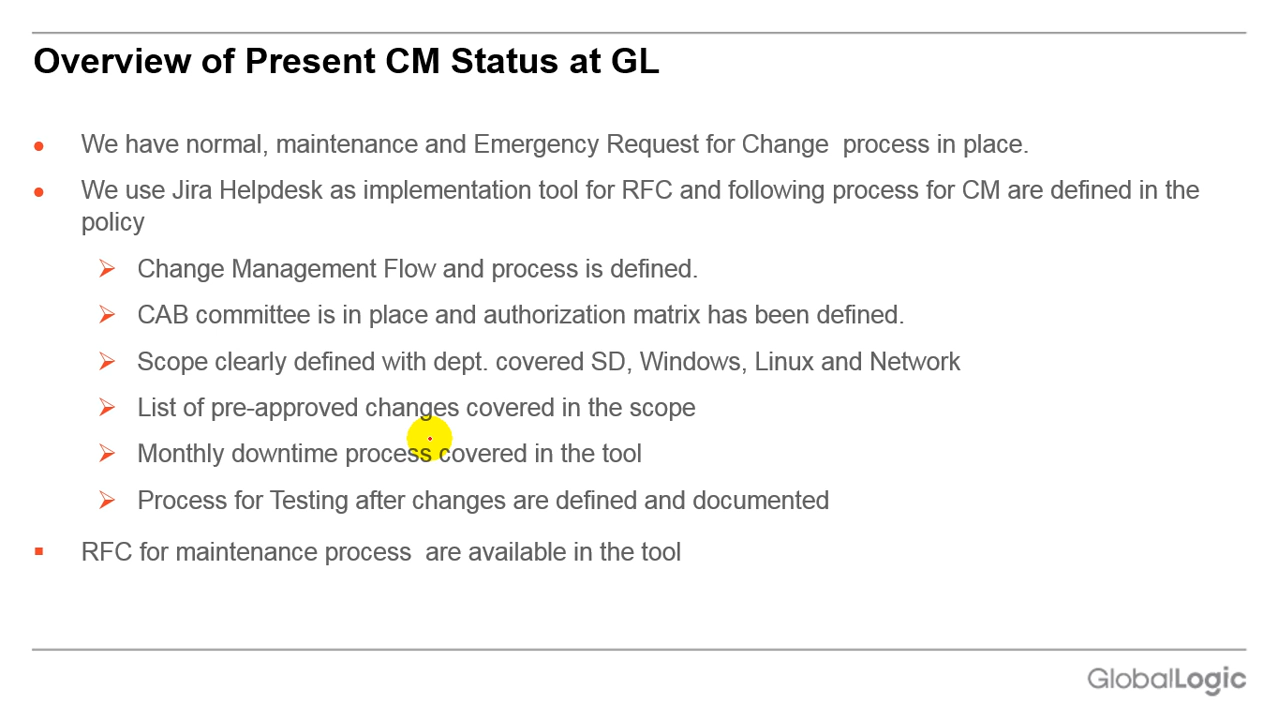 Overview of Present CM Status at GL
We have normal, maintenance and Emergency Request for Change  process in place.
We use Jira Helpdesk as implementation tool for RFC and following process for CM are defined in the
policy
Change Management Flow and process is defined.
CAB committee is in place and authorization matrix has been defined.
Scope clearly defined with dept. covered SD, Windows, Linux and Network
List of pre-approved changes covered in the scope
Monthly downtime process covered in the tool
Process for Testing after changes are defined and documented
RFC for maintenance process  are available in the tool
GlobalLogic